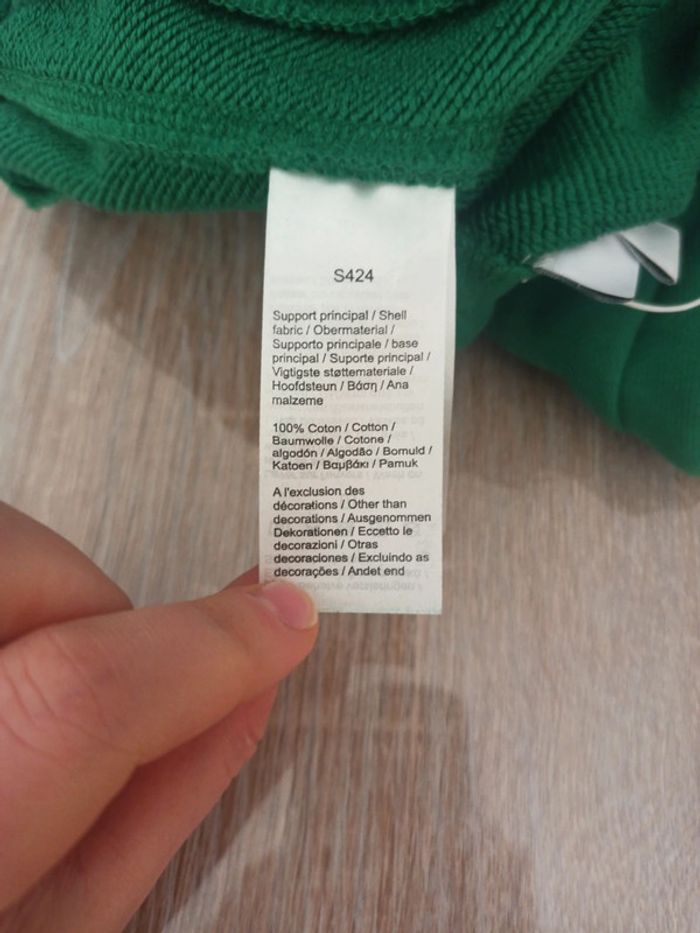 S424
Support principal / Shell
fabric / Obermaterial /
Supporto principale / base
principal / Suporte principal /
Vigtigste støttemateriale /
Hoofdsteun / Βάση / Ana
malzeme
100% Coton / Cotton /
Baumwolle / Cotone /
algodón / Algodão / Bomuld /
Katoen / Βαμβάκι / Pamuk
A l'exclusion des
décorations / Other than
decorations / Ausgenommen
Dekorationen / Eccetto le
decorazioni / Otras
decoraciones / Excluindo as
decorações / Andet end